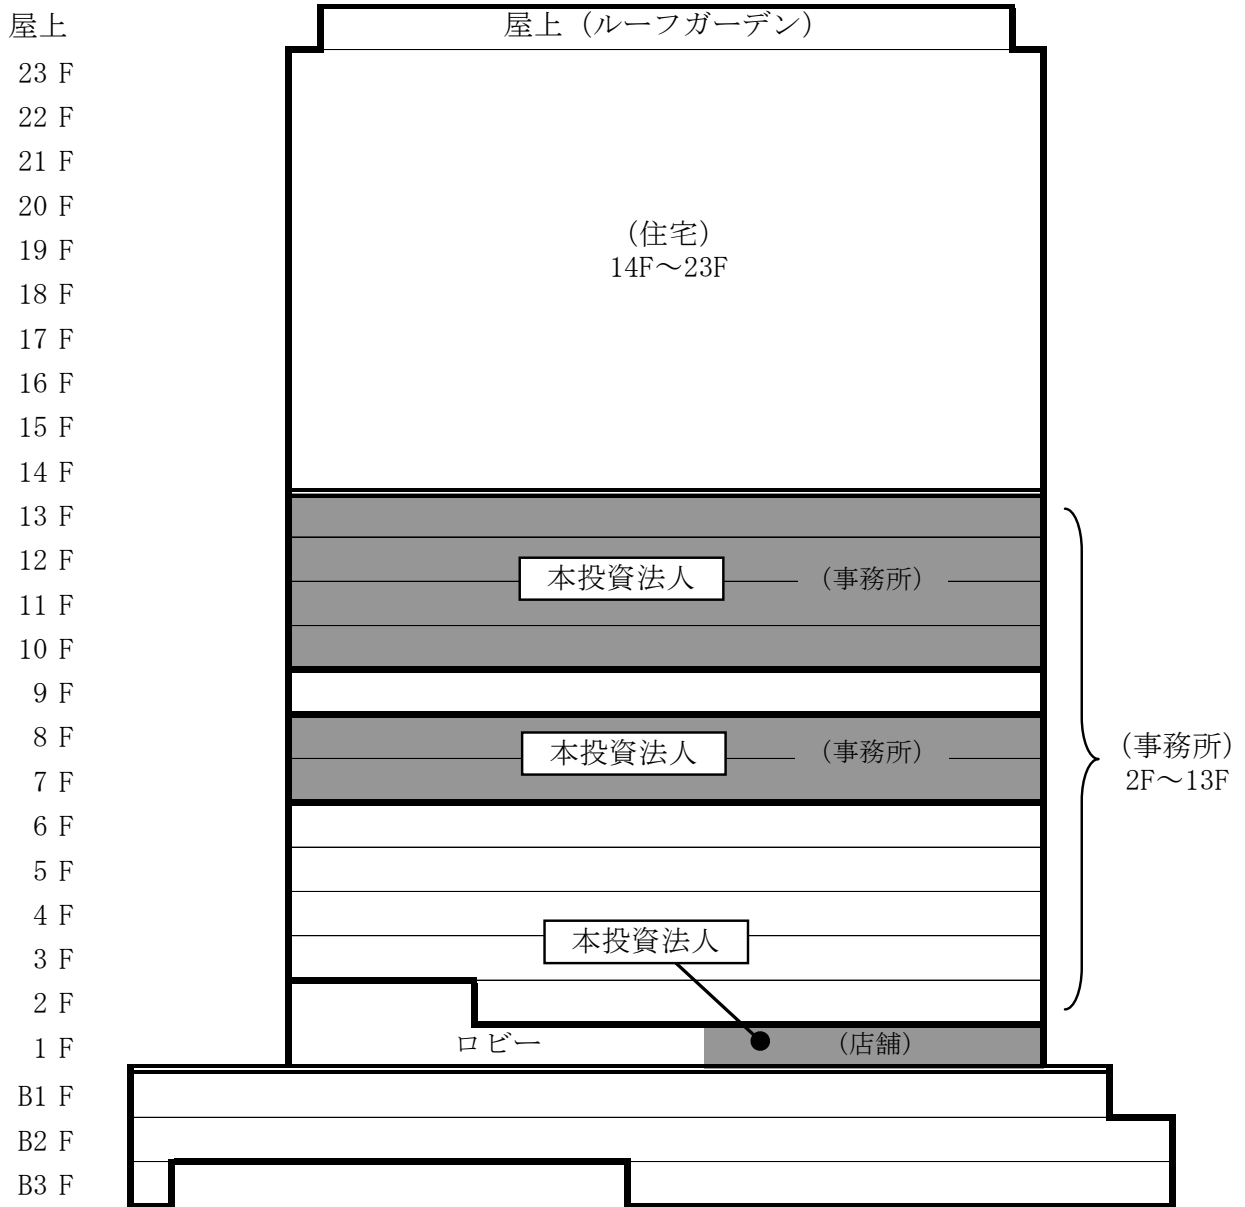 屋上
屋上（ルーフガーデン）
23 F
22 F
21 F
20 F
19 F
(住宅)
14F～23F
18 F
17 F
16 F
15 F
14 F
13 F
12 F
本投資法人
(事務所)
11 F
10 F
9 F
8 F
本投資法人
(事務所)
(事務所)
2F～13F
7 F
6 F
5 F
4 F
本投資法人
3 F
2 F
1 F
ロビー
(店舗)
B1 F
B2 F
B3 F